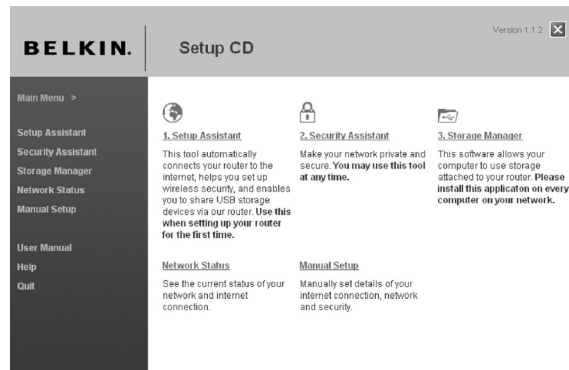 Version 1.1.2
BELKIN.
Setup CD
Main Menu >
Setup Assistant
Security Assistant
Storage Manager
Network Status
Manual Setup
User Manual
Help
Quit
1. Setup Assistant
This tool automatically
connects your router to the
internet, helps you set up
wireless security, and enables
you to share USB storage
devices via our router. Use this
when setting up your router
for the first time.
2. Security Assistant
Make your network private and
secure. You may use this tool
at any time.
3. Storage Manager
This software allows your
computer to use storage
attached to your router. Please
install this applicaton on every
computer on your network.
Network Status
See the current status of your
network and internet
connection.
Manual Setup
Manually set details of your
internet connection, network
and security.